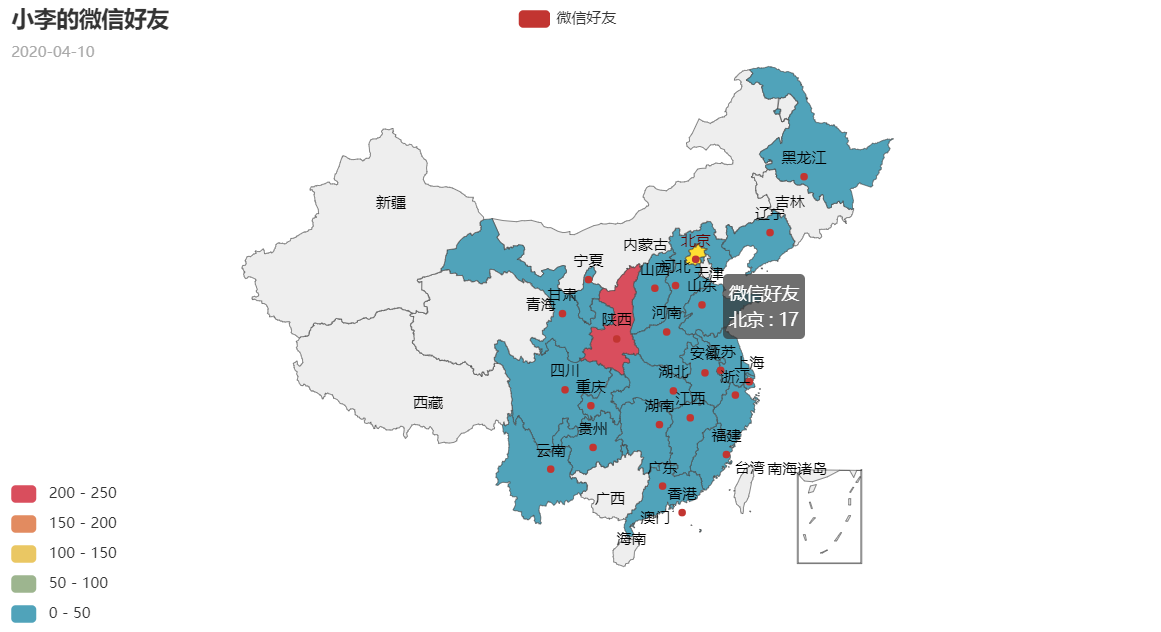 小李的微信好友
2020-04-10
微信好友
黑龙江
吉林
辽宁
新疆
内蒙古
北京
宁夏
山西
河北
天津
甘肃
青海
山东
微信好友
北京 : 17
陕西
河南
安徽
江苏
上海
四川
湖北
浙江
重庆
湖南
江西
西藏
贵州
福建
云南
广东
台湾
南海诸岛
广西
香港
澳门
海南
200 - 250
150 - 200
100 - 150
50 - 100
0 - 50